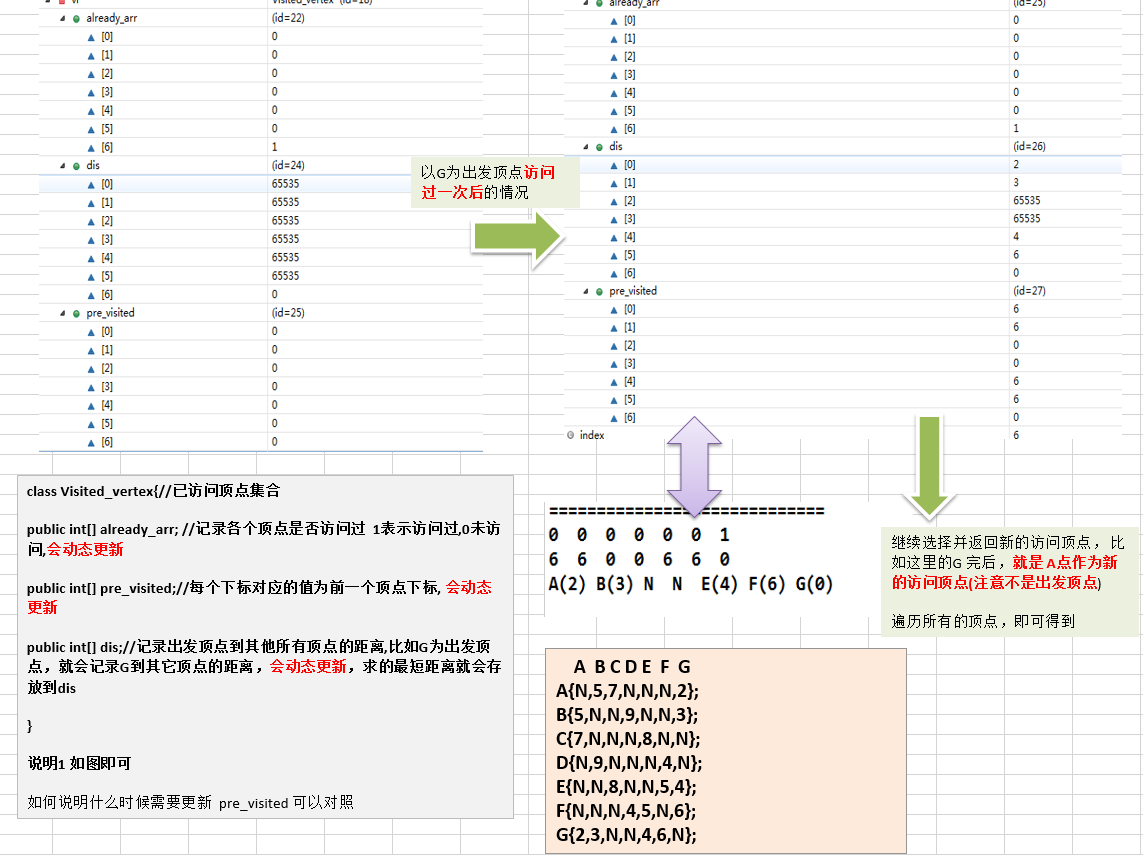 vr Visited_vertex (id=18)
already_arr (id=22)
[0] 0
[1] 0
[2] 0
[3] 0
[4] 0
[5] 0
[6] 1
dis (id=24)
[0] 65535
[1] 65535
[2] 65535
[3] 65535
[4] 65535
[5] 65535
[6] 0
pre_visited (id=25)
[0] 0
[1] 0
[2] 0
[3] 0
[4] 0
[5] 0
[6] 0
以G为出发顶点访问
过一次后的情况
already_arr (id=25)
[0] 0
[1] 0
[2] 0
[3] 0
[4] 0
[5] 0
[6] 1
dis (id=26)
[0] 2
[1] 3
[2] 65535
[3] 65535
[4] 4
[5] 6
[6] 0
pre_visited (id=27)
[0] 6
[1] 6
[2] 0
[3] 0
[4] 6
[5] 6
[6] 0
index 6
class Visited_vertex{//已访问顶点集合
public int[] already_arr; //记录各个顶点是否访问过 1表示访问过,0未访
问,会动态更新
public int[] pre_visited;//每个下标对应的值为前一个顶点下标, 会动态
更新
public int[] dis;//记录出发顶点到其他所有顶点的距离,比如G为出发顶
点，就会记录G到其它顶点的距离，会动态更新，求的最短距离就会存
放到dis
}
说明1 如图即可
如何说明什么时候需要更新 pre_visited 可以对照
============================
0 0 0 0 0 0 1
6 6 0 0 6 6 0
A(2) B(3) N N E(4) F(6) G(0)
继续选择并返回新的访问顶点，比
如这里的G 完后，就是 A点作为新
的访问顶点(注意不是出发顶点)
遍历所有的顶点，即可得到
A B C D E F G
A{N,5,7,N,N,N,2};
B{5,N,N,9,N,N,3};
C{7,N,N,N,8,N,N};
D{N,9,N,N,N,4,N};
E{N,N,8,N,N,5,4};
F{N,N,N,4,5,N,6};
G{2,3,N,N,4,6,N};